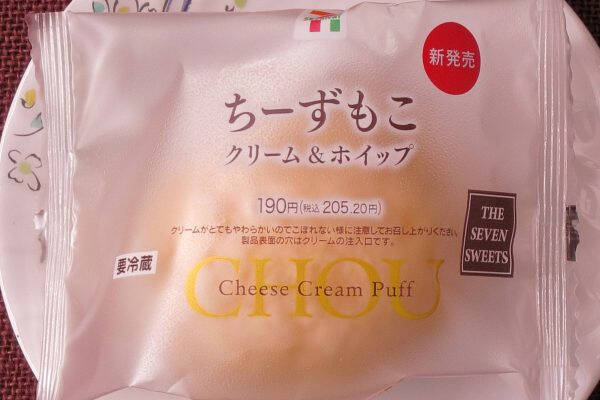 新発売
ちーずもこ
クリーム&ホイップ
190円(税込 205.20円)
クリームがとてもやわらかいのでこぼれない様に注意してお召し上がりください
製品表面の穴はクリームの注入口です。
THE
SEVEN
SWEETS
要冷蔵
CHOU
Cheese Cream Puff